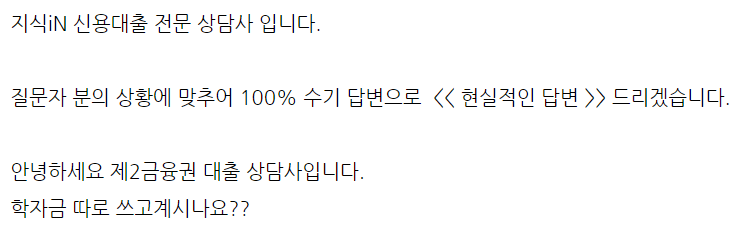 지식iN 신용대출 전문 상담사 입니다.
질문자 분의 상황에 맞추어 100% 수기 답변으로 << 현실적인 답변 >> 드리겠습니다.
안녕하세요 제2금융권 대출 상담사입니다.
학자금 따로 쓰고계시나요??